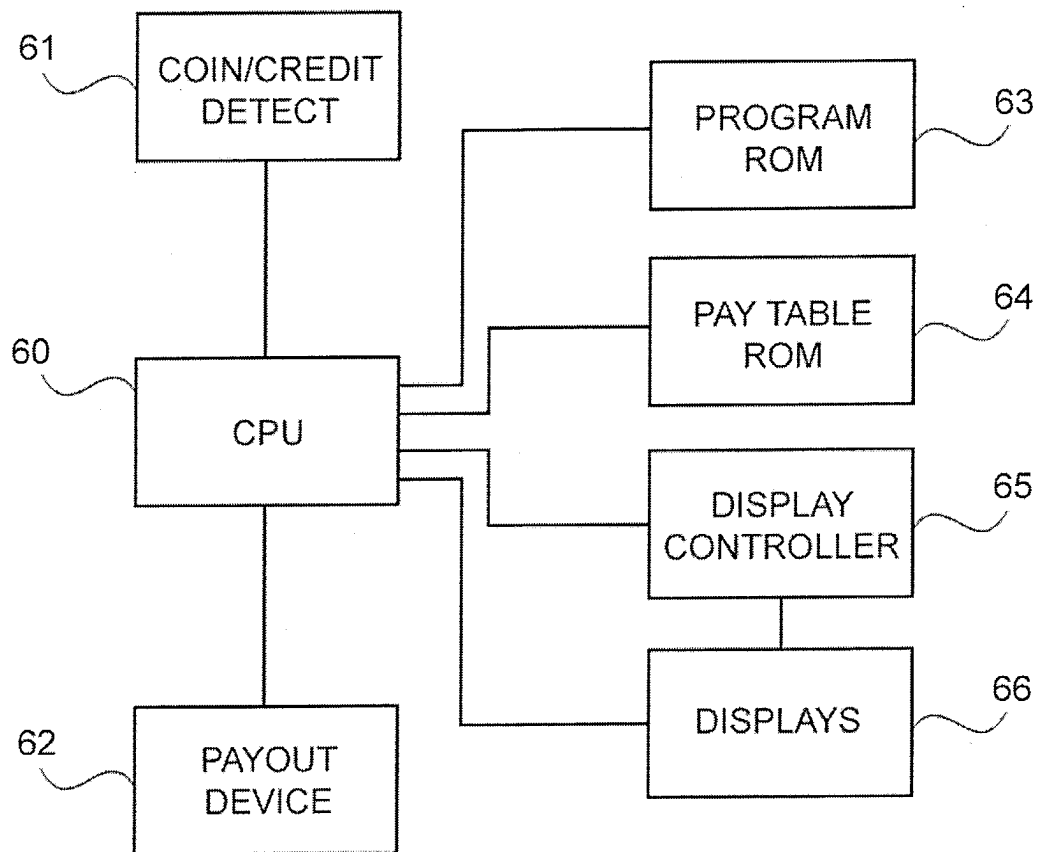 61
COIN/CREDIT
DETECT
PROGRAM
ROM
63
PAY TABLE
ROM
64
60
CPU
DISPLAY
CONTROLLER
65
DISPLAYS
66
62
PAYOUT
DEVICE